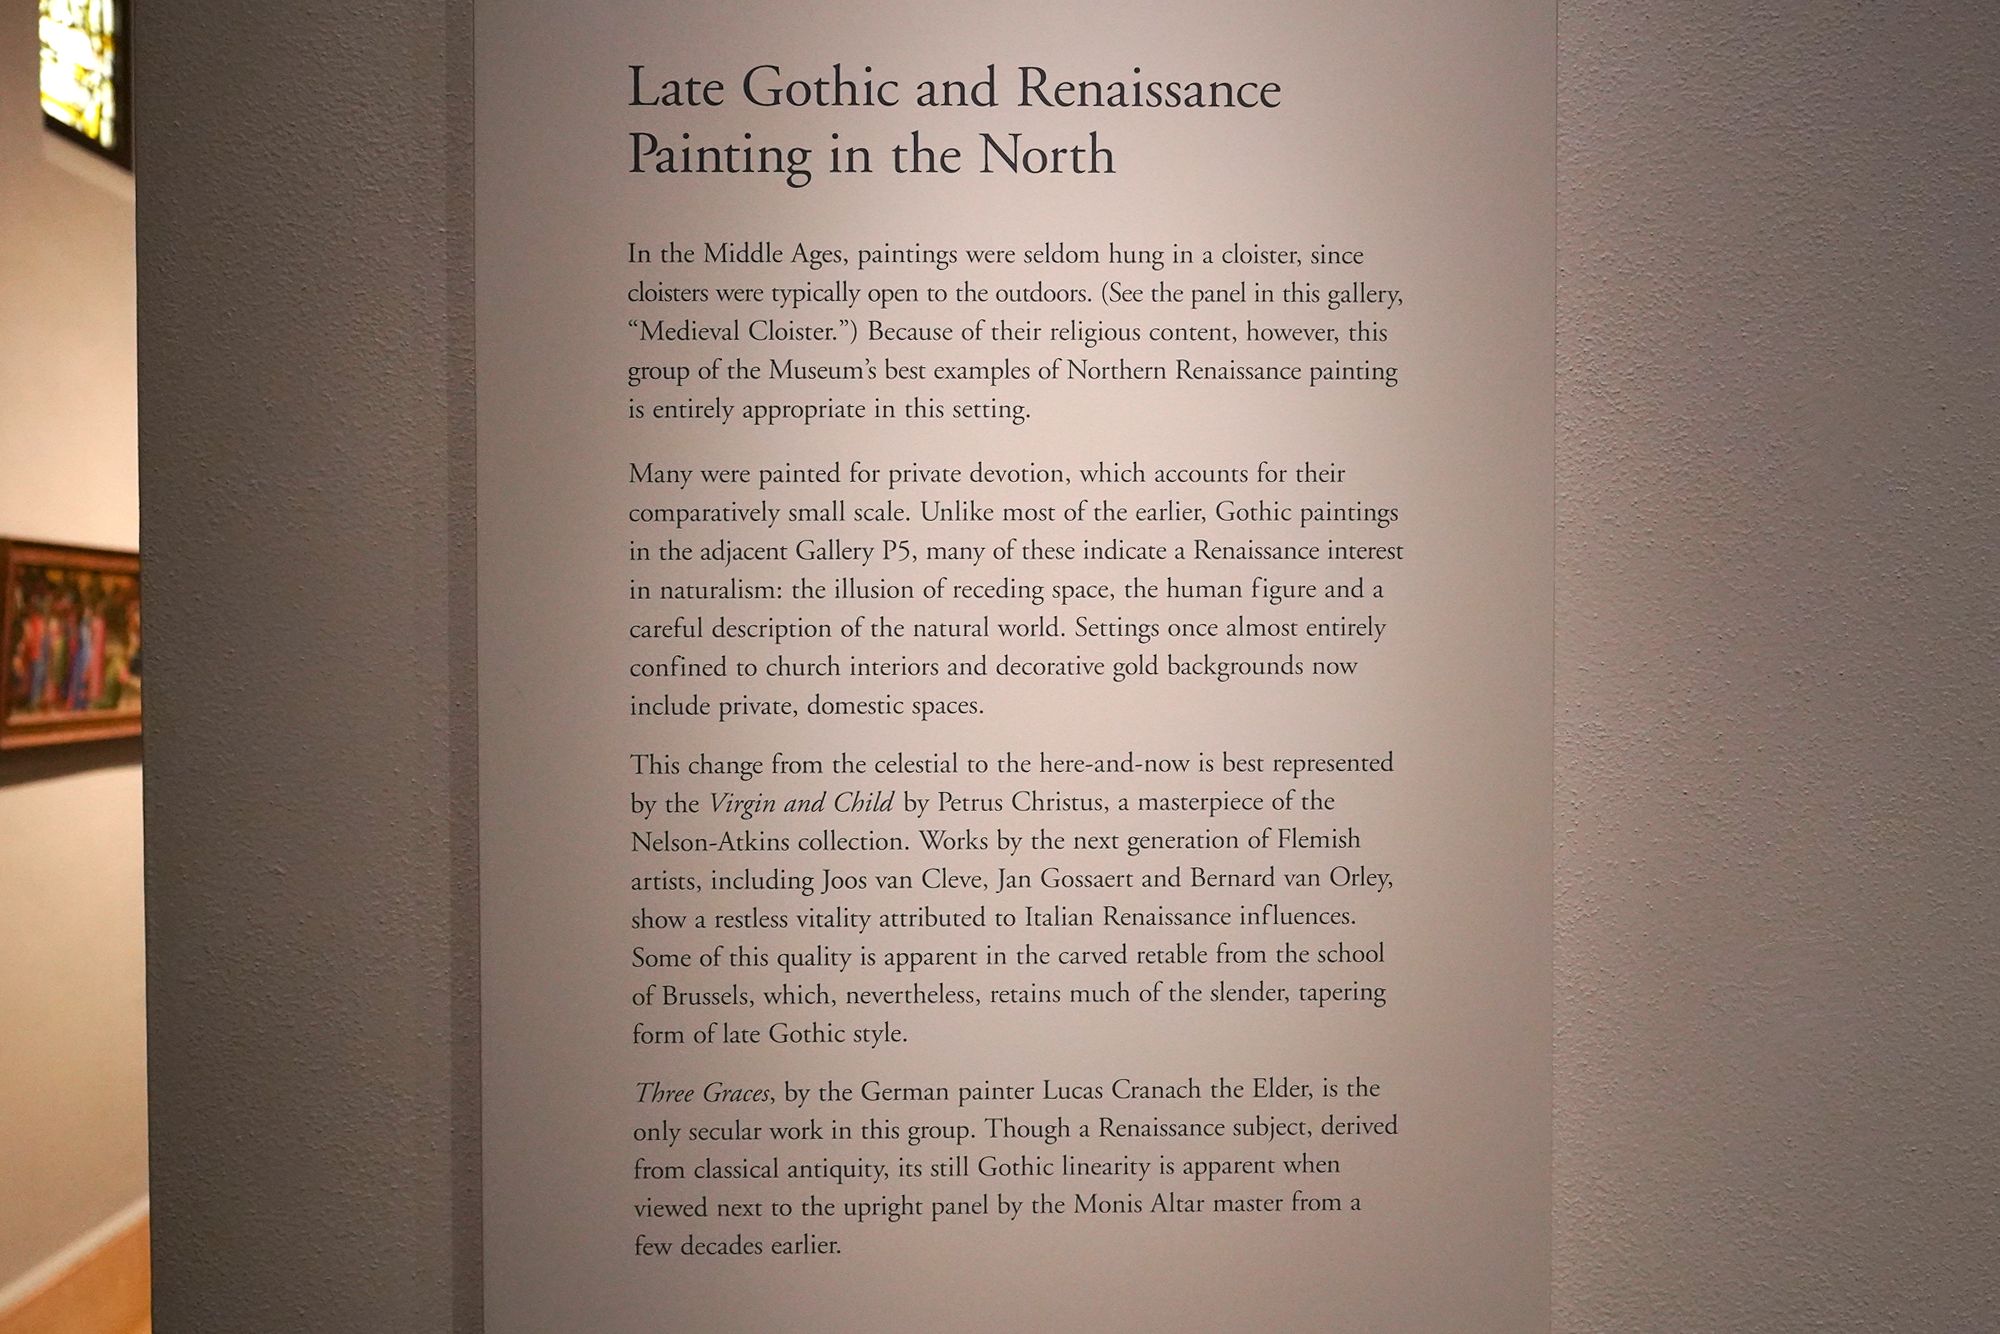 Late Gothic and Renaissance
Painting in the North
In the Middle Ages, paintings were seldom hung in a cloister, since
cloisters were typically open to the outdoors. (See the panel in this gallery,
“Medieval Cloister.”) Because of their religious content, however, this
group of the Museum’s best examples of Northern Renaissance painting
is entirely appropriate in this setting.
Many were painted for private devotion, which accounts for their
comparatively small scale. Unlike most of the earlier, Gothic paintings
in the adjacent Gallery P5, many of these indicate a Renaissance interest
in naturalism: the illusion of receding space, the human figure and a
careful description of the natural world. Settings once almost entirely
confined to church interiors and decorative gold backgrounds now
include private, domestic spaces.
This change from the celestial to the here-and-now is best represented
by the Virgin and Child by Petrus Christus, a masterpiece of the
Nelson-Atkins collection. Works by the next generation of Flemish
artists, including Joos van Cleve, Jan Gossaert and Bernard van Orley,
show a restless vitality attributed to Italian Renaissance influences.
Some of this quality is apparent in the carved retable from the school
of Brussels, which, nevertheless, retains much of the slender, tapering
form of late Gothic style.
Three Graces, by the German painter Lucas Cranach the Elder, is the
only secular work in this group. Though a Renaissance subject, derived
from classical antiquity, its still Gothic linearity is apparent when
viewed next to the upright panel by the Monis Altar master from a
few decades earlier.